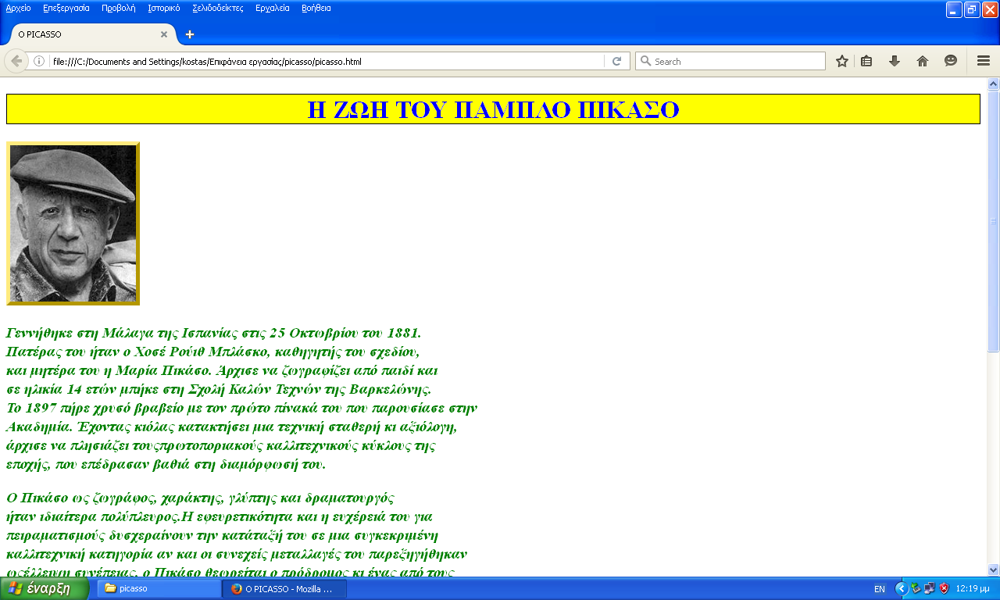 Αρχείο Επεξεργασία Προβολή Ιστορικό Σελιδοδείκτες Εργαλεία Βοήθεια
Ο PICASSO
file:///C:/Documents and Settings/kostas/Επιφάνεια εργασίας/picasso/picasso.html
Search
Η ΖΩΗ ΤΟΥ ΠΑΜΠΛΟ ΠΙΚΑΣΟ
Γεννήθηκε στη Μάλαγα της Ισπανίας στις 25 Οκτωβρίου του 1881.
Πατέρας του ήταν ο Χοσέ Ρούιθ Μπλάσκο, καθηγητής του σχεδίου,
και μητέρα του η Μαρία Πικάσο. Άρχισε να ζωγραφίζει από παιδί και
σε ηλικία 14 ετών μπήκε στη Σχολή Καλών Τεχνών της Βαρκελώνης.
Το 1897 πήρε χρυσό βραβείο με τον πρώτο πίνακά του που παρουσίασε στην
Ακαδημία. Έχοντας κιόλας κατακτήσει μια τεχνική σταθερή κι αξιόλογη,
άρχισε να πλησιάζει τουςπρωτοποριακούς καλλιτεχνικούς κύκλους της
εποχής, που επέδρασαν βαθιά στη διαμόρφωσή του.
Ο Πικάσο ως ζωγράφος, χαράκτης, γλύπτης και δραματουργός
ήταν ιδιαίτερα πολύπλευρος.Η εφευρετικότητα και η ευχέρειά του για
πειραματισμούς δυσχεραίνουν την κατάταξή του σε μια συγκεκριμένη
καλλιτεχνική κατηγορία αν και οι συνεχείς μεταλλαγές του παρεξηγήθηκαν
ωςέλλειψη συνέπειας, ο Πικάσο θεωρείται ο πρόδρομος κι ένας από τους
έναρξη
picasso
Ο PICASSO - Mozilla ...
EN
12:19 μμ